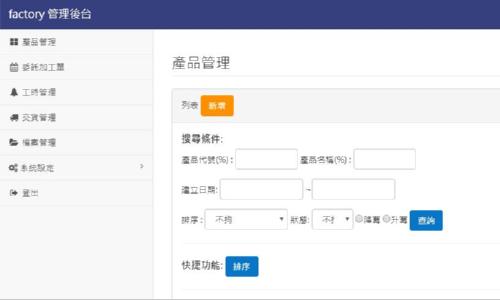 factory 管理後台
產品管理
委託加工單
工時管理
交貨管理
檔案管理
系統設定
登出
產品管理
列表 新增
搜尋條件:
產品代號(%) : 產品名稱(%) :
建立日期: ~
排序 : 不拘 狀態: 降冪 升冪 查詢
快捷功能: 排序